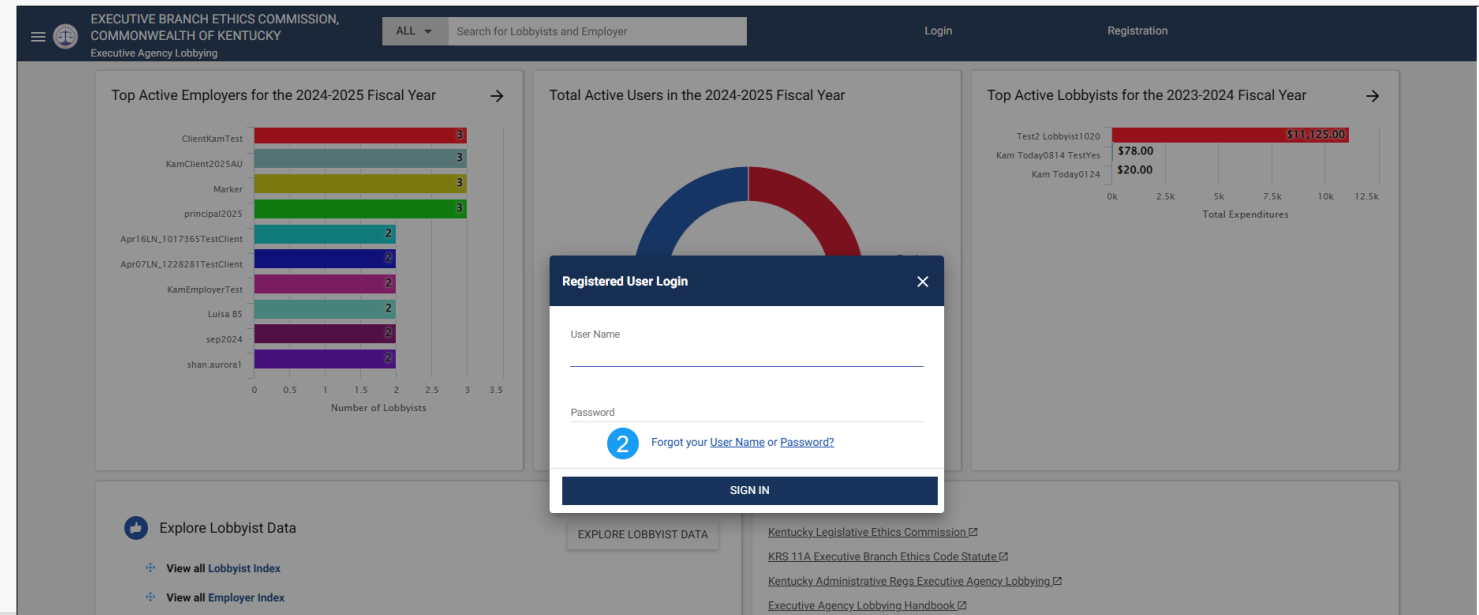 EXECUTIVE BRANCH ETHICS COMMISSION,
COMMONWEALTH OF KENTUCKY
Executive Agency Lobbying
ALL
Search for Lobbyists and Employer
Login
Registration
Top Active Employers for the 2024-2025 Fiscal Year
ClientKamTest 3
KamClient2025AU 3
Marker 3
principal2025 3
Apr16LN_1017365TestClient 2
Apr07LN_1228281TestClient 2
KamEmployerTest 2
Luisa BS 2
sep2024 2
shan.aurora1 2
0 0.5 1 1.5 2 2.5 3 3.5
Number of Lobbyists
Total Active Users in the 2024-2025 Fiscal Year
Top Active Lobbyists for the 2023-2024 Fiscal Year
Test2 Lobbyist1020 $11,125.00
Kam Today0814 TestYes $78.00
Kam Today0124 $20.00
0k 2.5k 5k 7.5k 10k 12.5k
Total Expenditures
Registered User Login
User Name
Password
2
Forgot your User Name or Password?
SIGN IN
Explore Lobbyist Data
EXPLORE LOBBYIST DATA
View all Lobbyist Index
View all Employer Index
Kentucky Legislative Ethics Commission
KRS 11A Executive Branch Ethics Code Statute
Kentucky Administrative Regs Executive Agency Lobbying
Executive Agency Lobbying Handbook